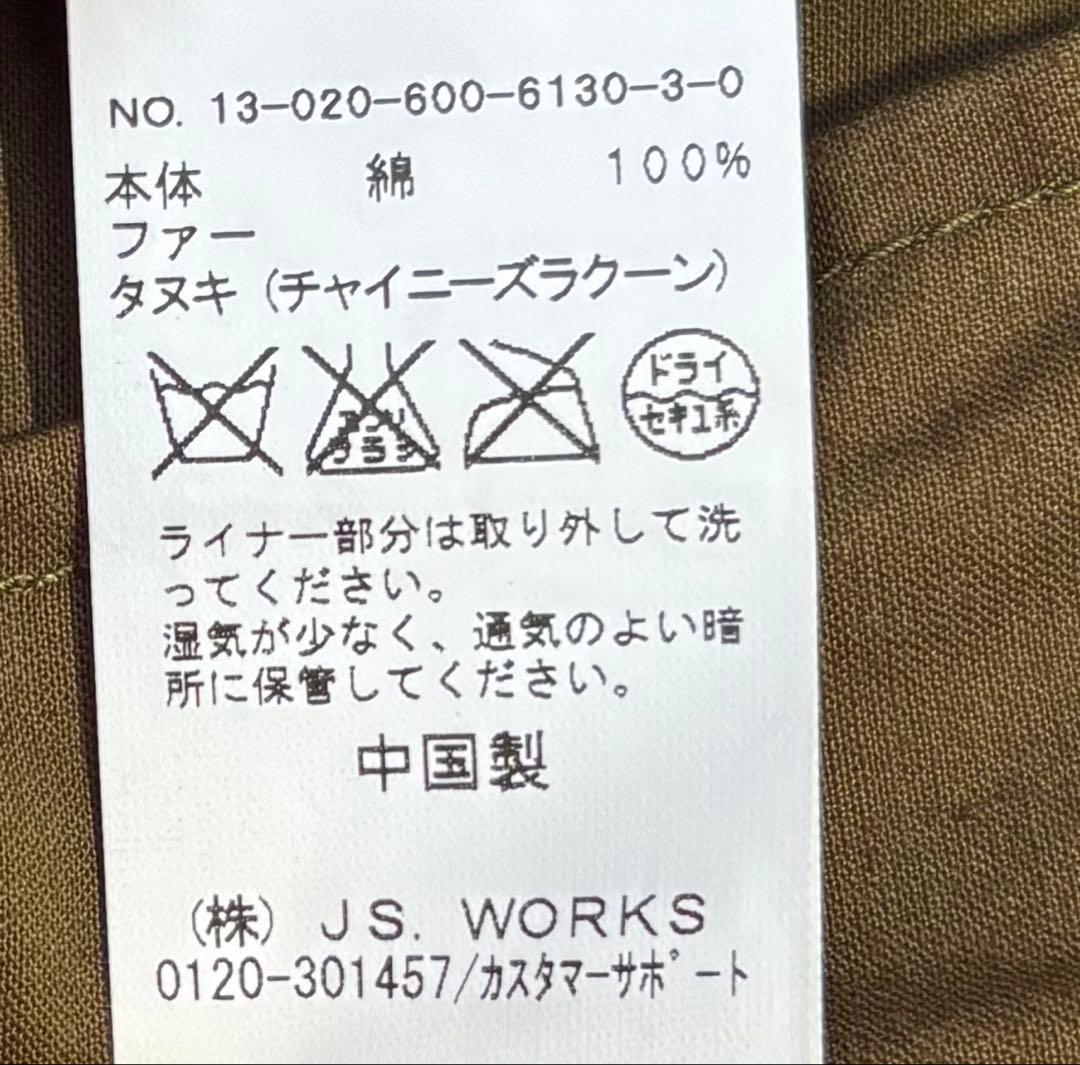 NO. 13-020-600-6130-3-0
本体 綿 100%
ファー
タヌキ（チャイニーズラクーン）
ドライ
セキユ系
ライナー部分は取り外して洗
ってください。
湿気が少なく、通気のよい暗
所に保管してください。
中国製
（株）JS. WORKS
0120-301457/カスタマーサポート